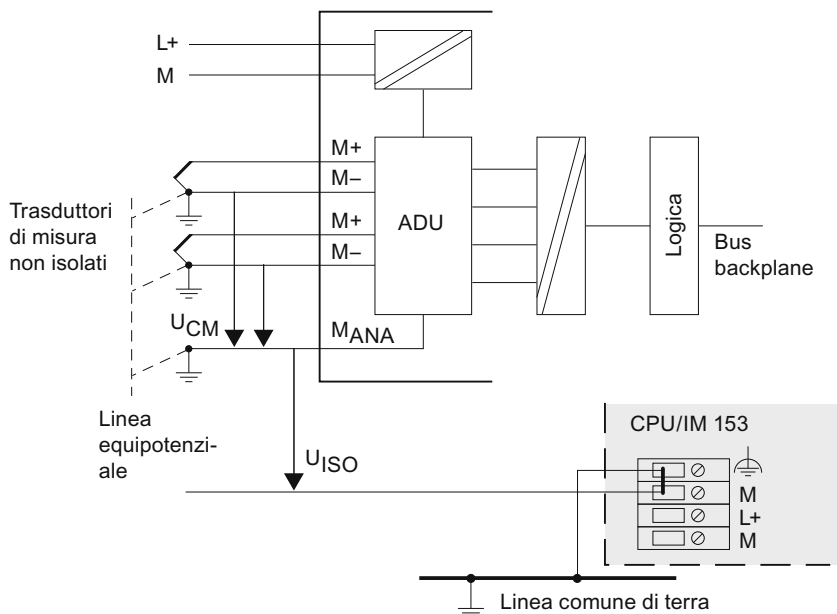 L+
M
M+
M–
M+
M–
ADU
Logica
Bus
backplane
Trasduttori
di misura
non isolati
UCM
MANA
Linea
equipotenzi-
ale
UISO
CPU/IM 153
M
L+
M
Linea comune di terra